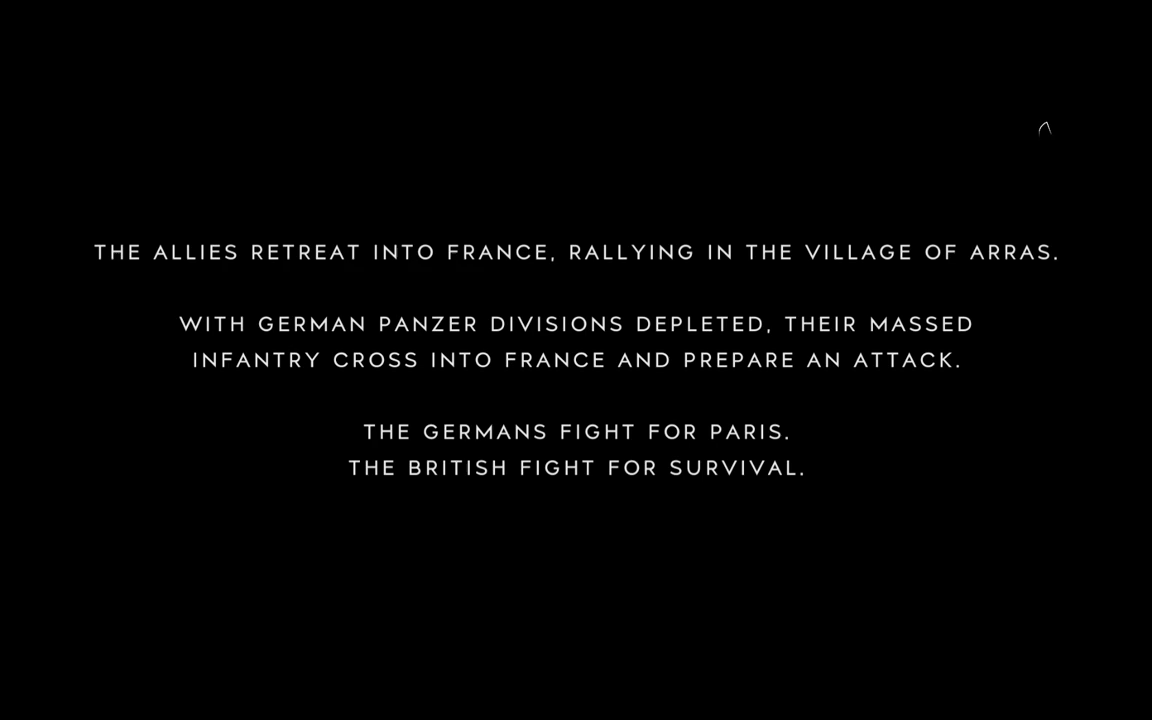 THE ALLIES RETREAT INTO FRANCE, RALLYING IN THE VILLAGE OF ARRAS.
WITH GERMAN PANZER DIVISIONS DEPLETED, THEIR MASSED
INFANTRY CROSS INTO FRANCE AND PREPARE AN ATTACK.
THE GERMANS FIGHT FOR PARIS.
THE BRITISH FIGHT FOR SURVIVAL.